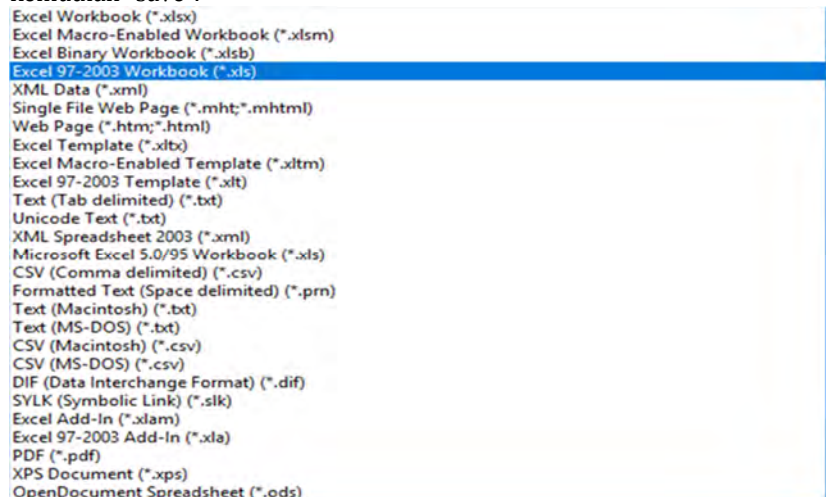 Excel Workbook (*.xlsx)
Excel Macro-Enabled Workbook (*.xlsm)
Excel Binary Workbook (*.xlsb)
Excel 97-2003 Workbook (*.xls)
XML Data (*.xml)
Single File Web Page (*.mht;*.mhtml)
Web Page (*.htm;*.html)
Excel Template (*.xltx)
Excel Macro-Enabled Template (*.xltm)
Excel 97-2003 Template (*.xlt)
Text (Tab delimited) (*.txt)
Unicode Text (*.txt)
XML Spreadsheet 2003 (*.xml)
Microsoft Excel 5.0/95 Workbook (*.xls)
CSV (Comma delimited) (*.csv)
Formatted Text (Space delimited) (*.prn)
Text (Macintosh) (*.txt)
Text (MS-DOS) (*.txt)
CSV (Macintosh) (*.csv)
CSV (MS-DOS) (*.csv)
DIF (Data Interchange Format) (*.dif)
SYLK (Symbolic Link) (*.slk)
Excel Add-In (*.xlam)
Excel 97-2003 Add-In (*.xla)
PDF (*.pdf)
XPS Document (*.xps)
OpenDocument Spreadsheet (*.ods)